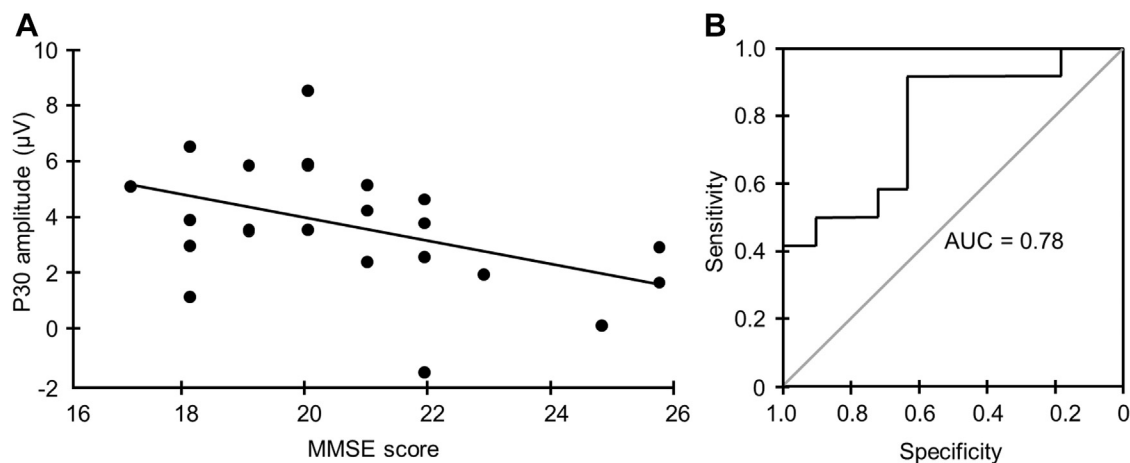 A
P30 amplitude (μV)
10
8
6
4
2
0
-2
16 18 20 22 24 26
MMSE score
B
Sensitivity
1.0
0.8
0.6
0.4
0.2
0
AUC = 0.78
1.0 0.8 0.6 0.4 0.2 0
Specificity